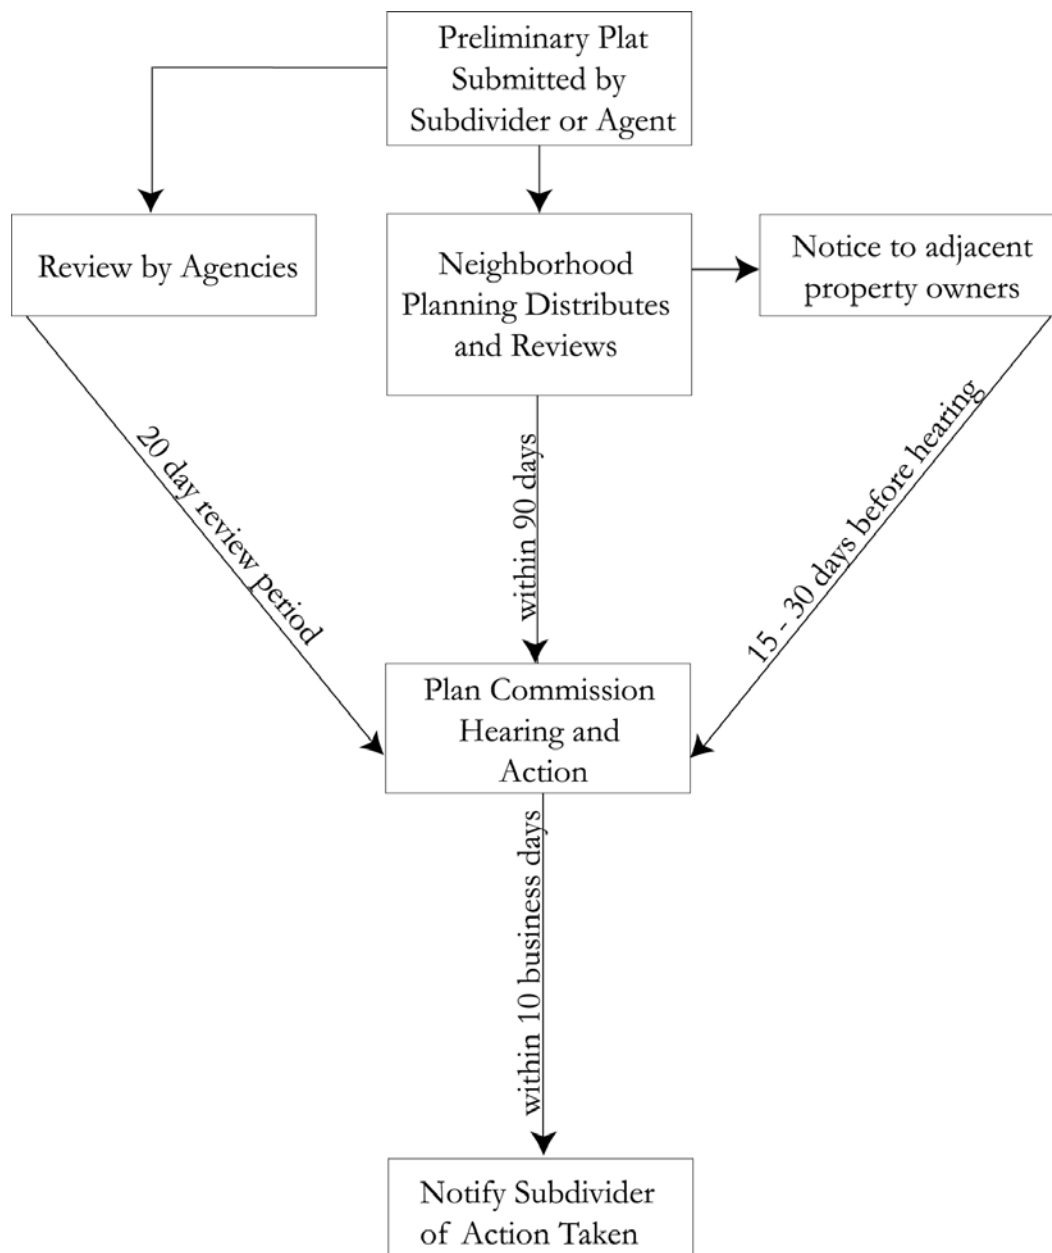 Preliminary Plat
Submitted by
Subdivider or Agent
Review by Agencies
Neighborhood
Planning Distributes
and Reviews
Notice to adjacent
property owners
20 day review period
within 90 days
15 - 30 days before hearing
Plan Commission
Hearing and
Action
within 10 business days
Notify Subdivider
of Action Taken